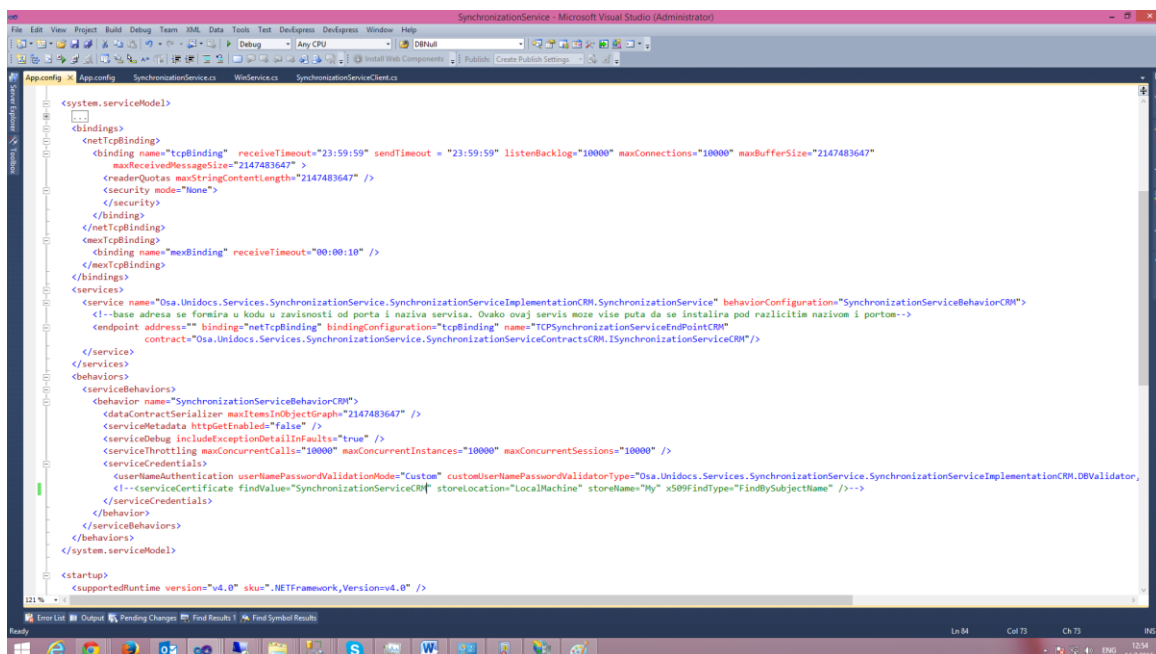 SynchronizationService - Microsoft Visual Studio (Administrator)
File Edit View Project Build Debug Team XML Data Tools Test DevExpress DevExpress Window Help
Debug Any CPU DBNull
Install Web Components Publish: Create Publish Settings
App.config App.config SynchronizationService.cs WinService.cs SynchronizationServiceClient.cs
Server Explorer
Toolbox
<system.serviceModel>
...
<bindings>
<netTcpBinding>
<binding name="tcpBinding" receiveTimeout="23:59:59" sendTimeout = "23:59:59" listenBacklog="10000" maxConnections="10000" maxBufferSize="2147483647"
maxReceivedMessageSize="2147483647" >
<readerQuotas maxStringContentLength="2147483647" />
<security mode="None">
</security>
</binding>
</netTcpBinding>
<mexTcpBinding>
<binding name="mexBinding" receiveTimeout="00:00:10" />
</mexTcpBinding>
</bindings>
<services>
<service name="Osa.Unidocs.Services.SynchronizationService.SynchronizationServiceImplementationCRM.SynchronizationService" behaviorConfiguration="SynchronizationServiceBehaviorCRM">
<!--base adresa se formira u kodu u zavisnosti od porta i naziva servisa. Ovako ovaj servis moze vise puta da se instalira pod razlicitim nazivom i portom-->
<endpoint address="" binding="netTcpBinding" bindingConfiguration="tcpBinding" name="TCPSynchronizationServiceEndPointCRM"
contract="Osa.Unidocs.Services.SynchronizationService.SynchronizationServiceContractsCRM.ISynchronizationServiceCRM"/>
</service>
</services>
<behaviors>
<serviceBehaviors>
<behavior name="SynchronizationServiceBehaviorCRM">
<dataContractSerializer maxItemsInObjectGraph="2147483647" />
<serviceMetadata httpGetEnabled="false" />
<serviceDebug includeExceptionDetailInFaults="true" />
<serviceThrottling maxConcurrentCalls="10000" maxConcurrentInstances="10000" maxConcurrentSessions="10000" />
<serviceCredentials>
<userNameAuthentication userNamePasswordValidationMode="Custom" customUserNamePasswordValidatorType="Osa.Unidocs.Services.SynchronizationService.SynchronizationServiceImplementationCRM.DBValidator,
<!--<serviceCertificate findValue="SynchronizationServiceCRM" storeLocation="LocalMachine" storeName="My" x509FindType="FindBySubjectName" />-->
</serviceCredentials>
</behavior>
</serviceBehaviors>
</behaviors>
</system.serviceModel>
<startup>
<supportedRuntime version="v4.0" sku=".NETFramework,Version=v4.0" />
121 %
Error List Output Pending Changes Find Results 1 Find Symbol Results
Ready Ln 84 Col 73 Ch 73 INS
ENG 12:54